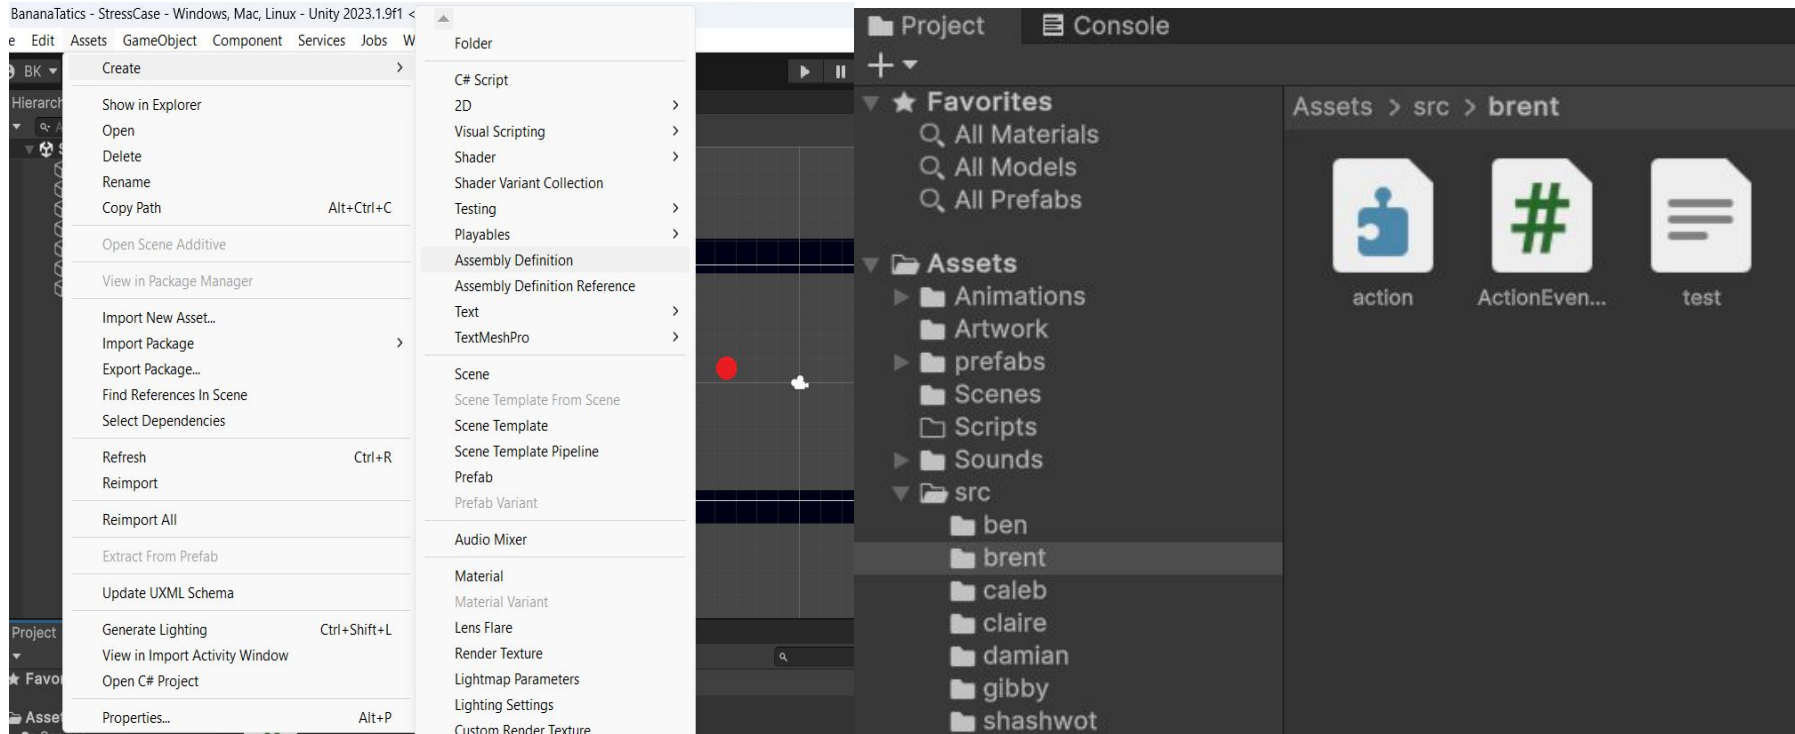 BananaTatics - StressCase - Windows, Mac, Linux - Unity 2023.1.9f1 <
e Edit Assets GameObject Component Services Jobs W
BK
Hierarch
Create
Show in Explorer
Open
Delete
Rename
Copy Path Alt+Ctrl+C
Open Scene Additive
View in Package Manager
Import New Asset...
Import Package
Export Package...
Find References In Scene
Select Dependencies
Refresh Ctrl+R
Reimport
Reimport All
Extract From Prefab
Update UXML Schema
Generate Lighting Ctrl+Shift+L
View in Import Activity Window
Open C# Project
Properties... Alt+P
Project
Favo
Asse
Folder
C# Script
2D
Visual Scripting
Shader
Shader Variant Collection
Testing
Playables
Assembly Definition
Assembly Definition Reference
Text
TextMeshPro
Scene
Scene Template From Scene
Scene Template
Scene Template Pipeline
Prefab
Prefab Variant
Audio Mixer
Material
Material Variant
Lens Flare
Render Texture
Lightmap Parameters
Lighting Settings
Custom Render Texture
Project Console
Favorites
All Materials
All Models
All Prefabs
Assets
Animations
Artwork
prefabs
Scenes
Scripts
Sounds
src
ben
brent
caleb
claire
damian
gibby
shashwot
Assets > src > brent
#
action ActionEven... test